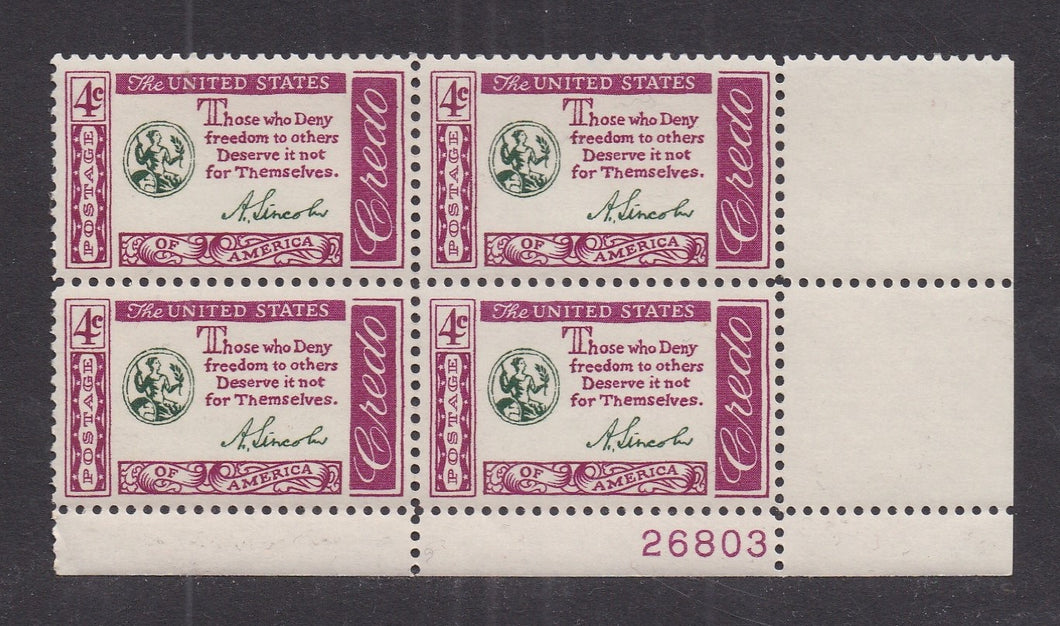 4c The UNITED STATES
Those who Deny
freedom to others
Deserve it not
for Themselves.
A. Lincoln
OF AMERICA
POSTAGE
Credo
4c The UNITED STATES
Those who Deny
freedom to others
Deserve it not
for Themselves.
A. Lincoln
OF AMERICA
POSTAGE
Credo
4c The UNITED STATES
Those who Deny
freedom to others
Deserve it not
for Themselves.
A. Lincoln
OF AMERICA
POSTAGE
Credo
4c The UNITED STATES
Those who Deny
freedom to others
Deserve it not
for Themselves.
A. Lincoln
OF AMERICA
POSTAGE
Credo
26803